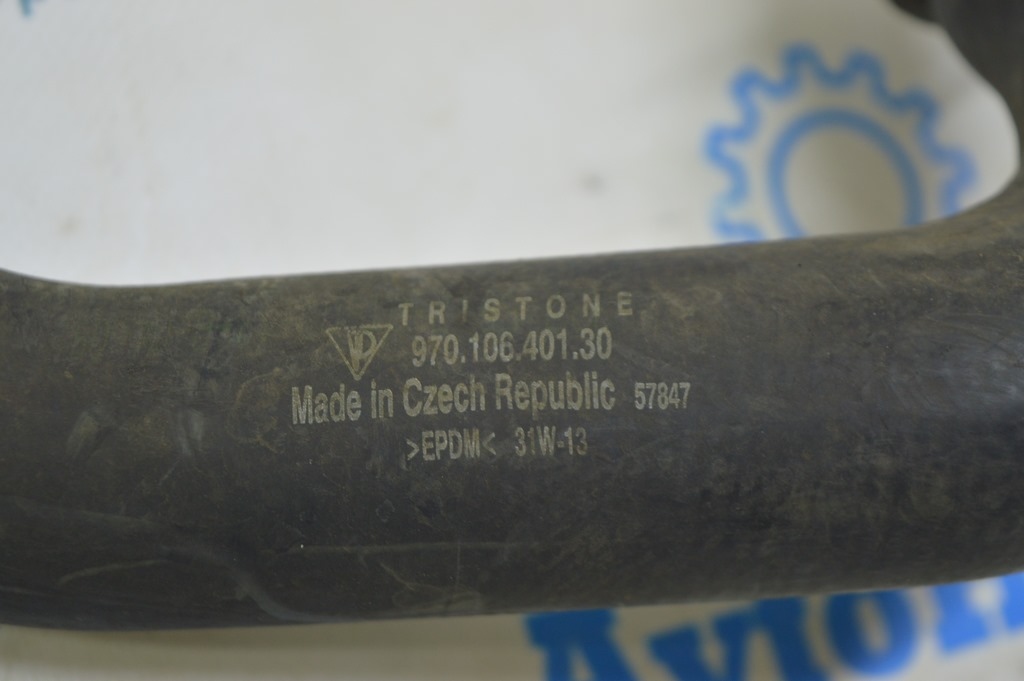 TRISTONE
970.106.401.30
Made in Czech Republic 57847
>EPDM< 31W-13